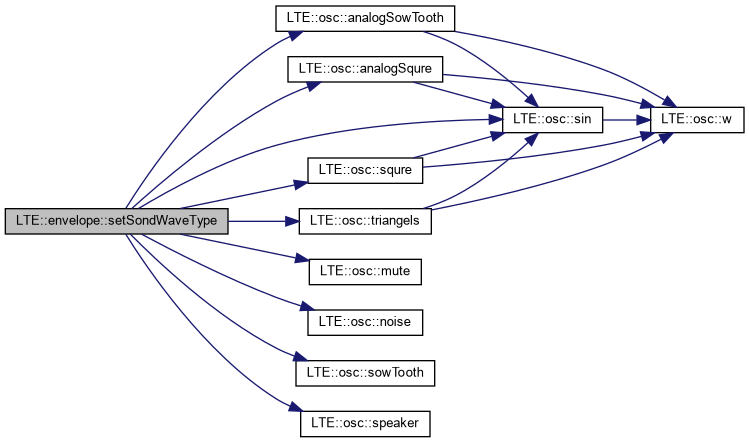 LTE::osc::analogSowTooth
LTE::osc::analogSqure
LTE::osc::sin
LTE::osc::w
LTE::osc::squre
LTE::envelope::setSondWaveType
LTE::osc::triangels
LTE::osc::mute
LTE::osc::noise
LTE::osc::sowTooth
LTE::osc::speaker